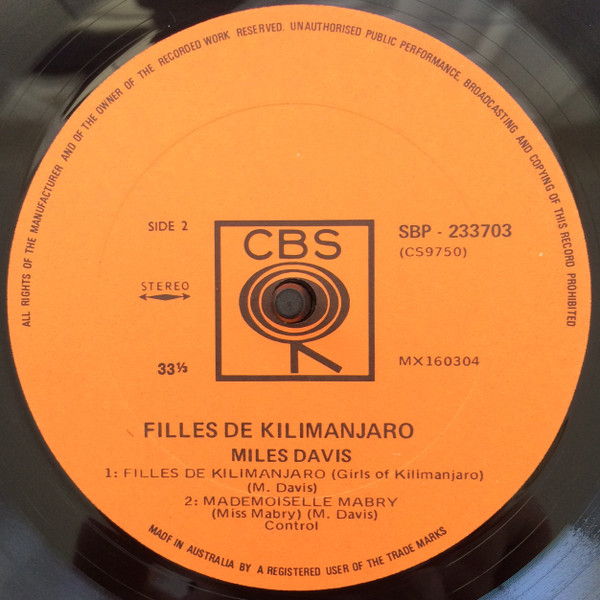 ALL RIGHTS OF THE MANUFACTURER AND OF THE OWNER OF THE RECORDED WORK RESERVED. UNAUTHORISED PUBLIC PERFORMANCE, BROADCASTING AND COPYING OF THIS RECORD PROHIBITED
SIDE 2
CBS
SBP - 233703
(CS9750)
STEREO
33⅓
MX160304
FILLES DE KILIMANJARO
MILES DAVIS
1: FILLES DE KILIMANJARO (Girls of Kilimanjaro)
(M. Davis)
2: MADEMOISELLE MABRY
(Miss Mabry) (M. Davis)
Control
MADE IN AUSTRALIA BY A REGISTERED USER OF THE TRADE MARKS